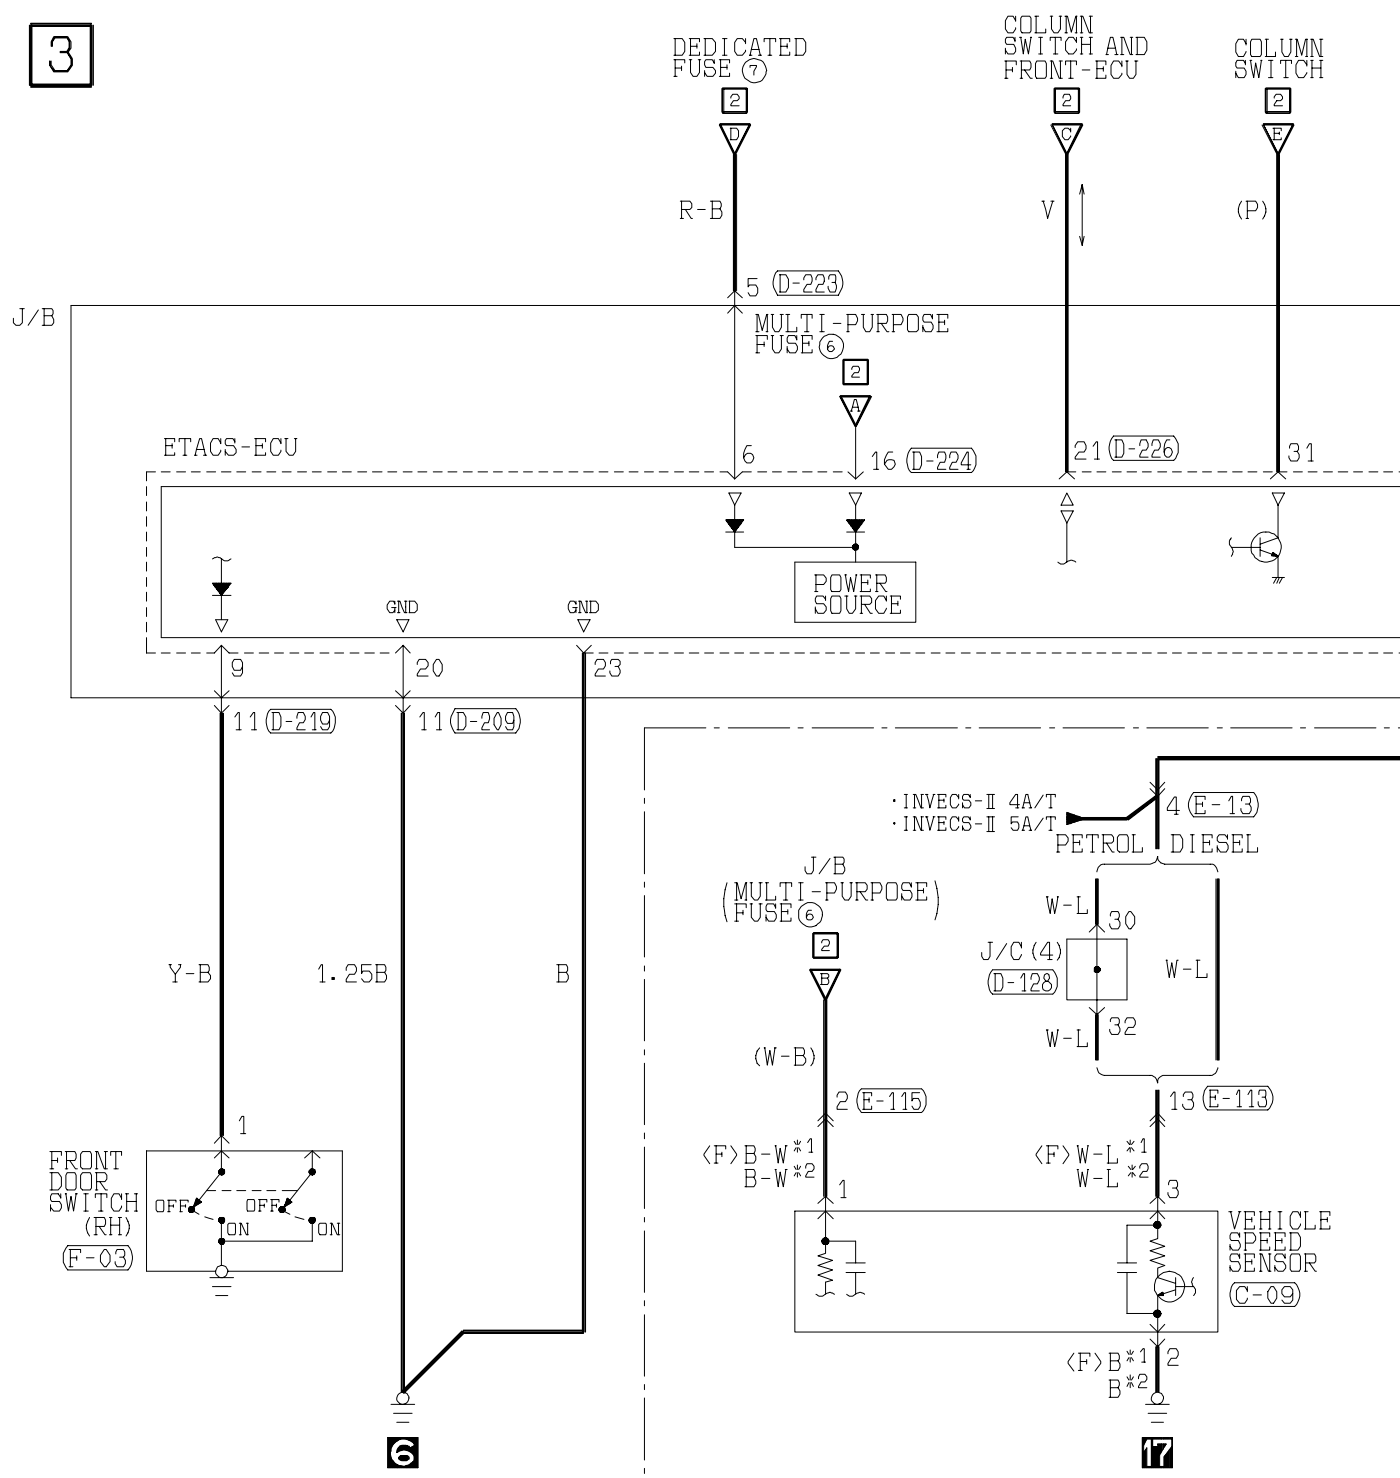 3
DEDICATED
FUSE ⑦
2
D
R-B
5 (D-223)
COLUMN
SWITCH AND
FRONT-ECU
2
C
V
COLUMN
SWITCH
2
E
(P)
J/B
MULTI-PURPOSE
FUSE ⑥
2
A
ETACS-ECU
6
16 (D-224)
21 (D-226)
31
POWER
SOURCE
GND
GND
9
20
23
11 (D-219)
11 (D-209)
·INVECS-Ⅱ 4A/T
·INVECS-Ⅱ 5A/T
4 (E-13)
PETROL
DIESEL
J/B
(MULTI-PURPOSE)
FUSE ⑥
2
B
W-L
30
J/C (4)
(D-128)
W-L
32
W-L
Y-B
1.25B
B
(W-B)
2 (E-115)
13 (E-113)
1
<F>B-W*1
B-W*2
1
<F>W-L*1
W-L*2
3
FRONT
DOOR
SWITCH
(RH)
(F-03)
OFF
ON
OFF
ON
VEHICLE
SPEED
SENSOR
(C-09)
<F>B*1
B*2
2
6
17